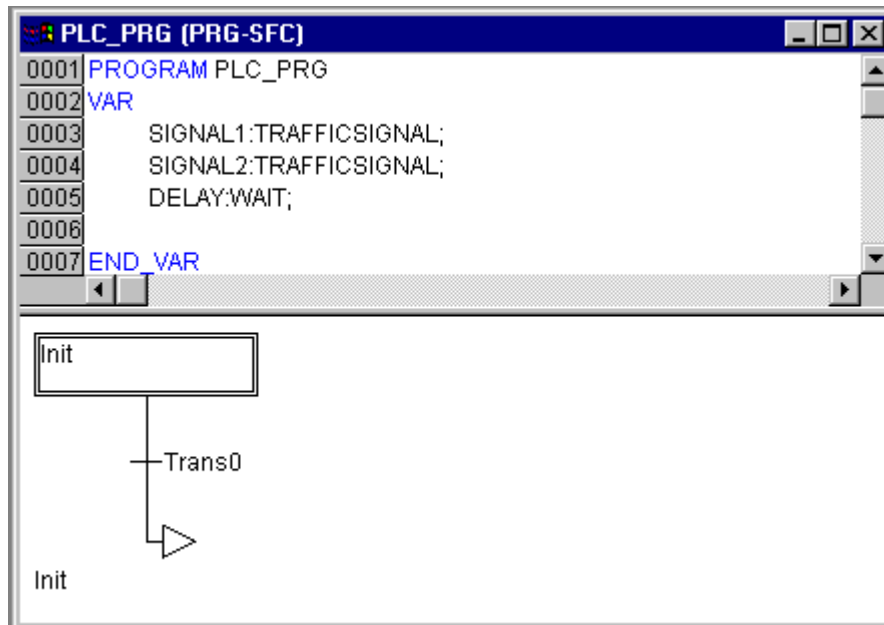 PLC_PRG (PRG-SFC)
0001 PROGRAM PLC_PRG
0002 VAR
0003 SIGNAL1:TRAFFICSIGNAL;
0004 SIGNAL2:TRAFFICSIGNAL;
0005 DELAY:WAIT;
0006
0007 END_VAR
Init
Trans0
Init